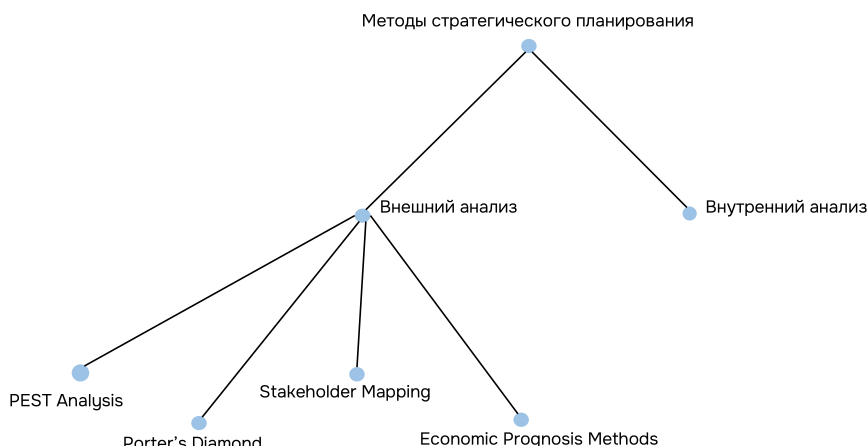 Методы стратегического планирования
Внешний анализ
Внутренний анализ
PEST Analysis
Stakeholder Mapping
Porter's Diamond
Economic Prognosis Methods